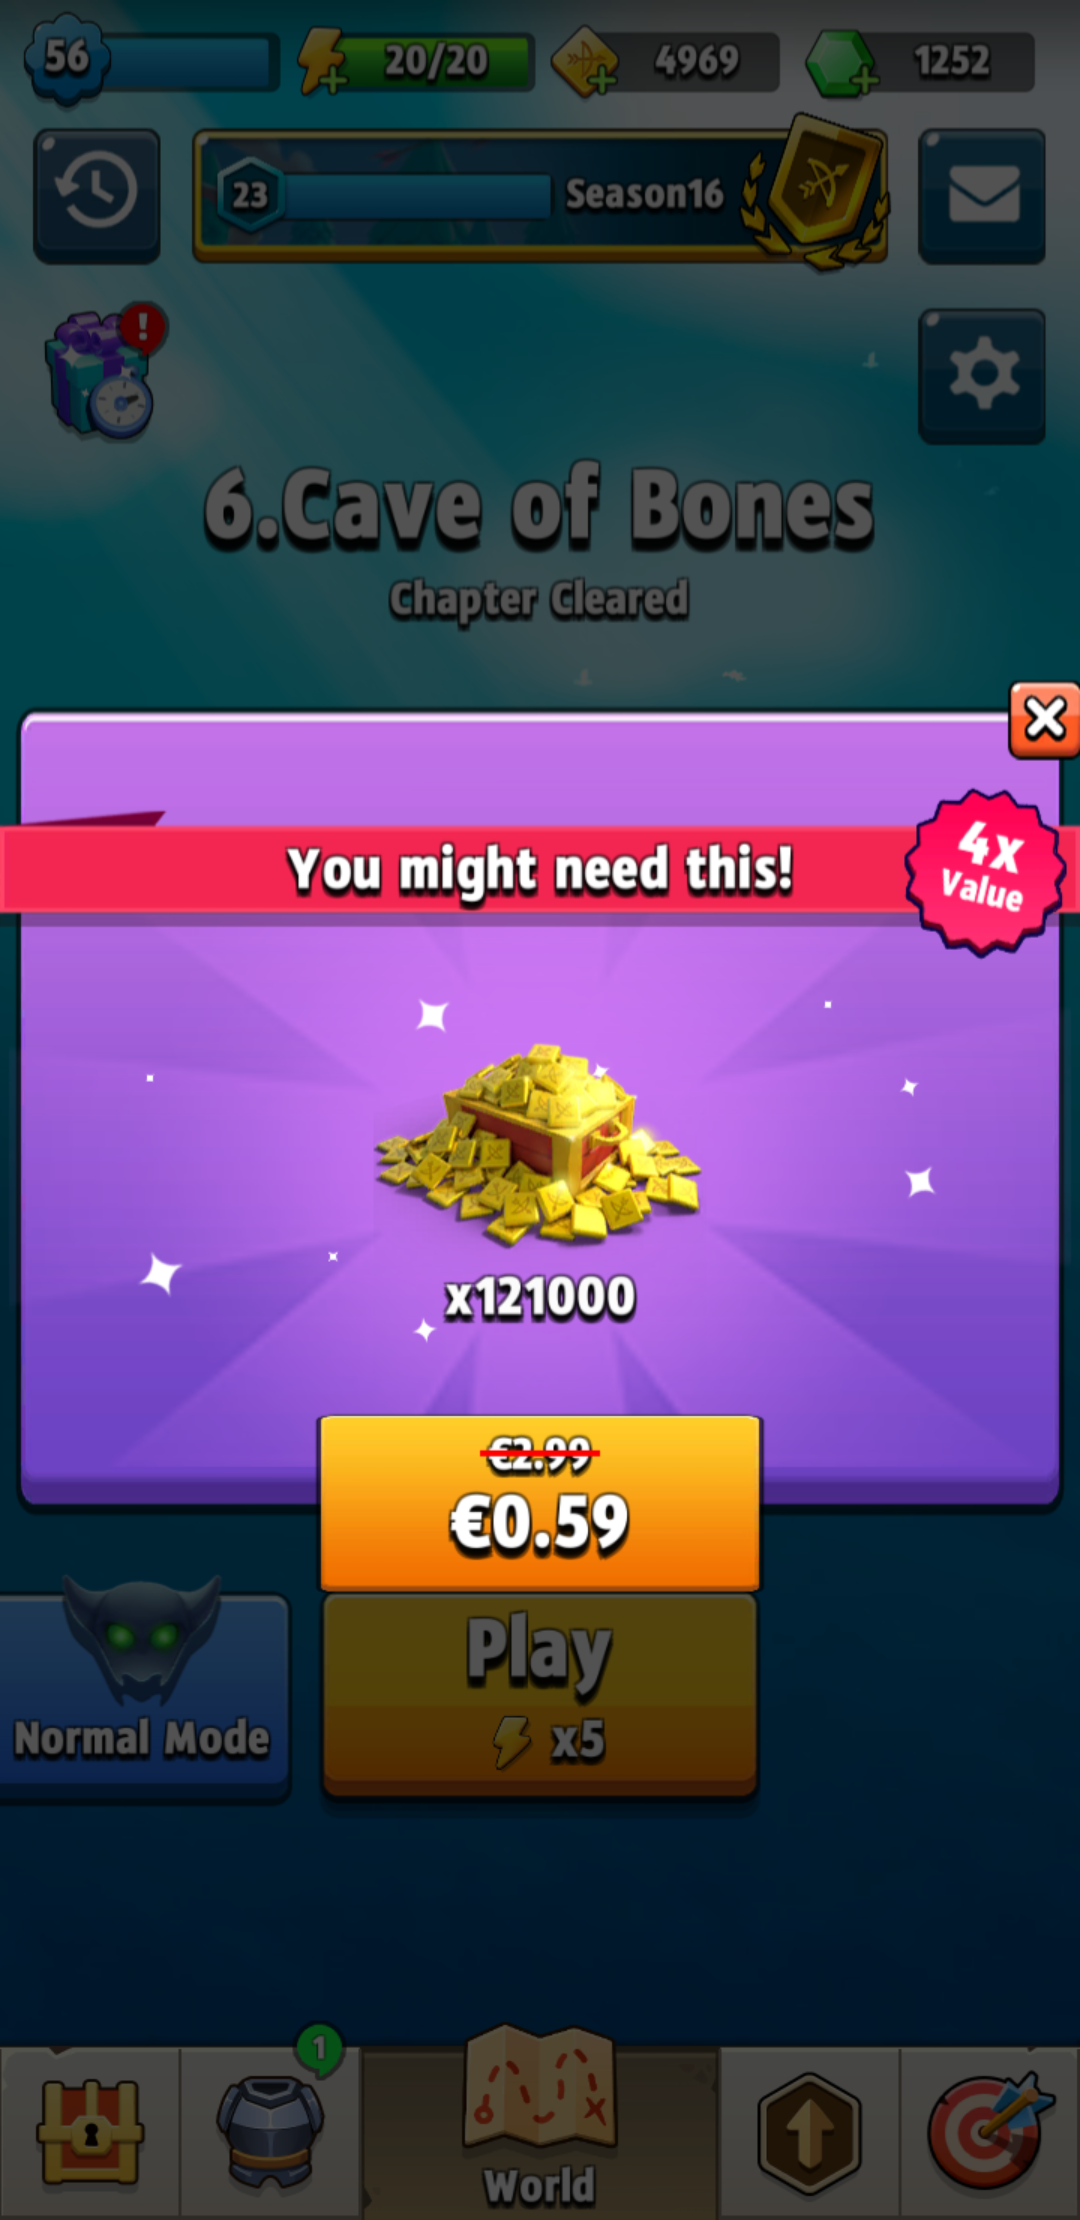 56
20/20
4969
1252
23
Season16
!
6.Cave of Bones
Chapter Cleared
You might need this!
4x
Value
x121000
€2.99
€0.59
Play
x5
Normal Mode
1
World